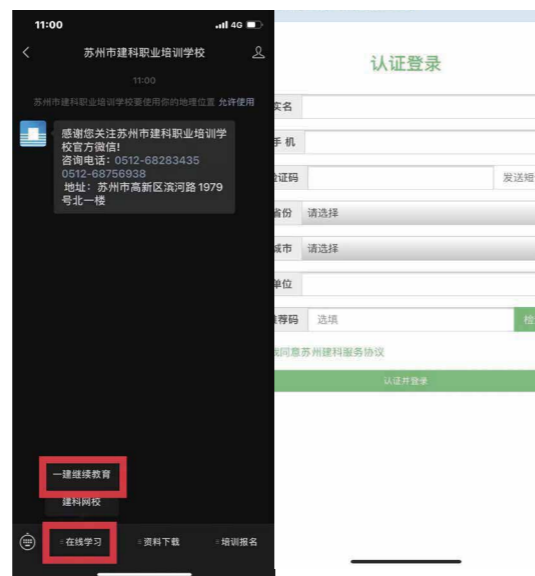 11:00
4G
苏州市建科职业培训学校
11:00
苏州市建科职业培训学校要使用你的地理位置 允许使用
感谢您关注苏州市建科职业培训学
校官方微信!
咨询电话：0512-68283435
0512-68756938
地址：苏州市高新区滨河路1979
号北一楼
一建继续教育
建科网校
在线学习
资料下载
培训报名
认证登录
实名
手机
验证码
发送短
省份 请选择
城市 请选择
单位
推荐码 选填
检
我同意苏州建科服务协议
认证并登录